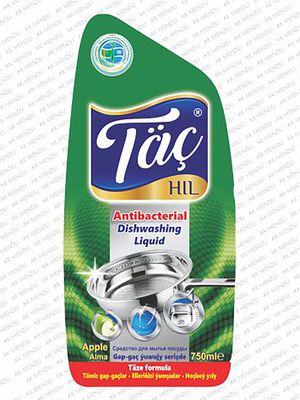 Täç®
HIL
Antibacterial
Dishwashing
Liquid
Apple
Alma
Средство для мытья посуды
Gap-gaç ýuwujy serişde
750ml e
Täze formula
Tämiz gap-gaçlar - Elleriňizi ýumşadar - Hoşboý ysly